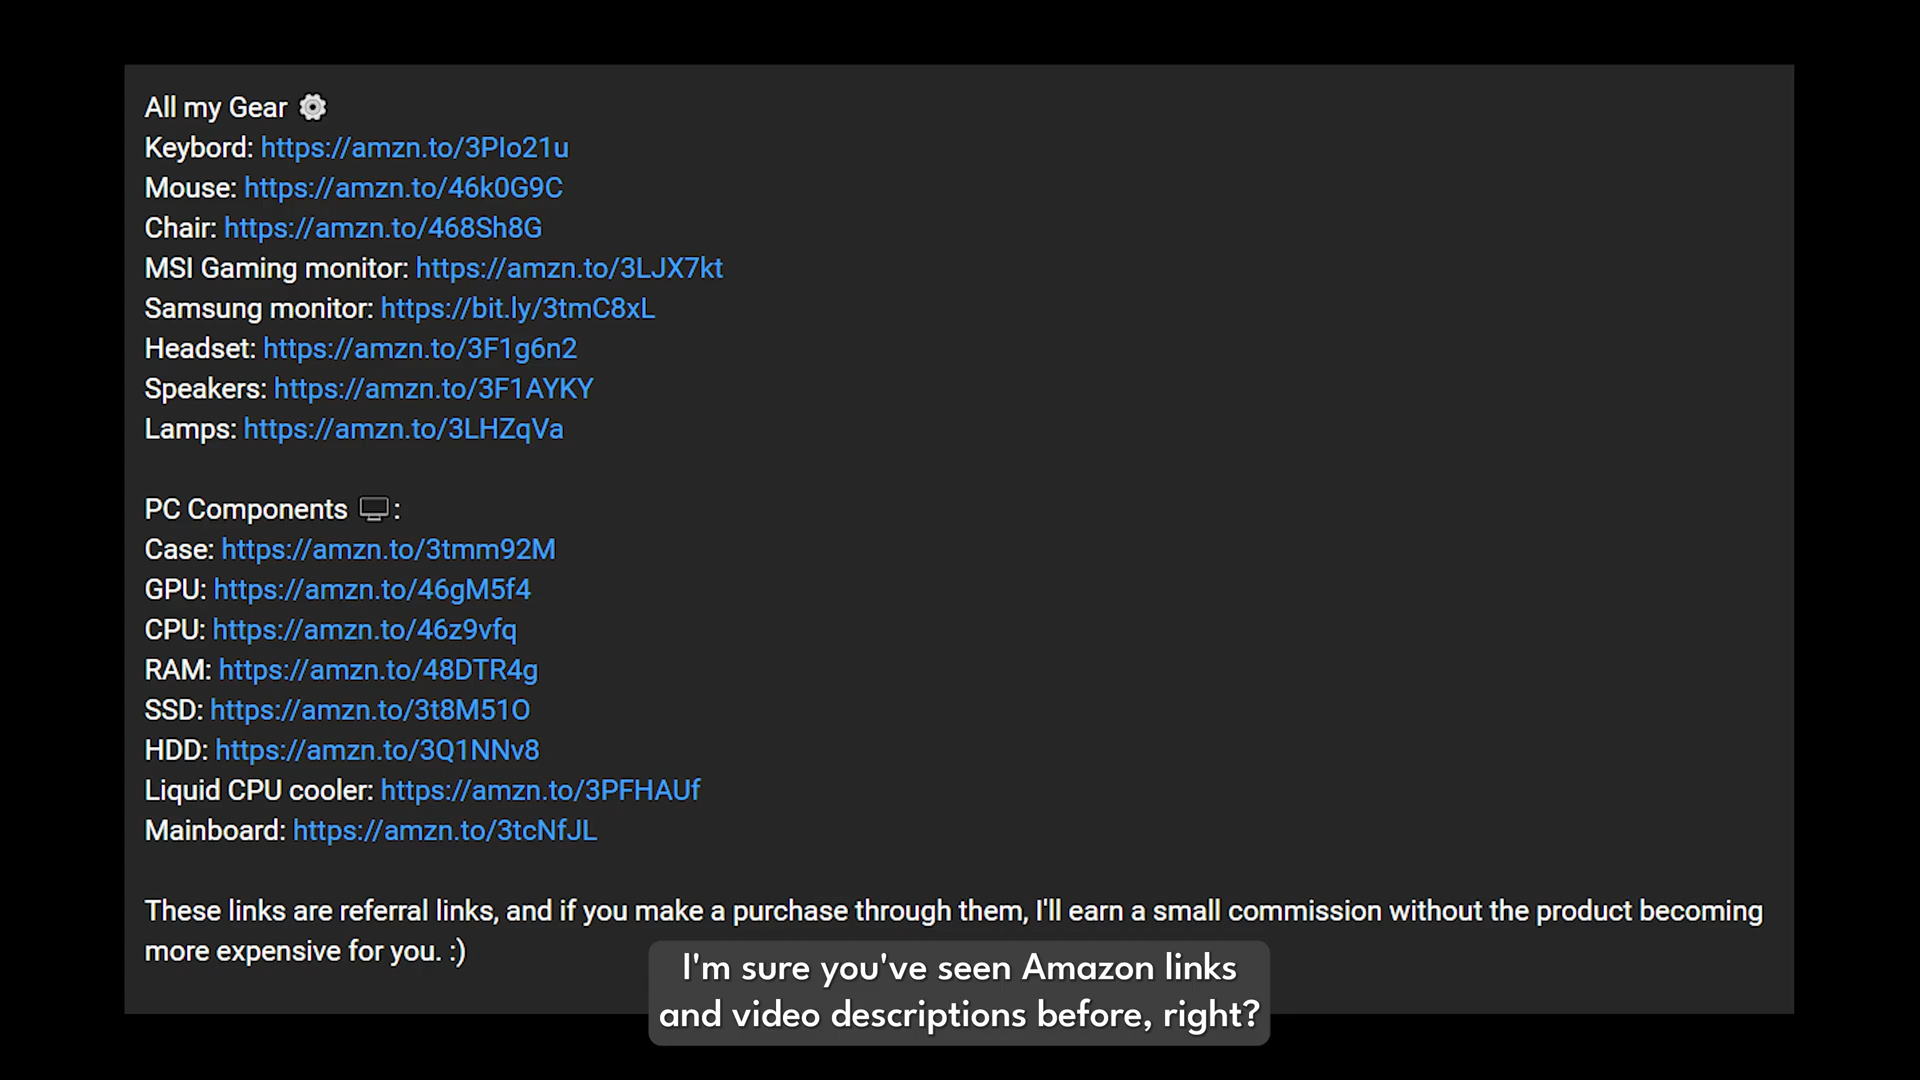 All my Gear ⚙
Keybord: https://amzn.to/3PIo21u
Mouse: https://amzn.to/46k0G9C
Chair: https://amzn.to/468Sh8G
MSI Gaming monitor: https://amzn.to/3LJX7kt
Samsung monitor: https://bit.ly/3tmC8xL
Headset: https://amzn.to/3F1g6n2
Speakers: https://amzn.to/3F1AYKY
Lamps: https://amzn.to/3LHZqVa
PC Components 🖥:
Case: https://amzn.to/3tmm92M
GPU: https://amzn.to/46gM5f4
CPU: https://amzn.to/46z9vfq
RAM: https://amzn.to/48DTR4g
SSD: https://amzn.to/3t8M51O
HDD: https://amzn.to/3Q1NNv8
Liquid CPU cooler: https://amzn.to/3PFHAUf
Mainboard: https://amzn.to/3tcNfJL
These links are referral links, and if you make a purchase through them, I'll earn a small commission without the product becoming
more expensive for you. :)
I'm sure you've seen Amazon links
and video descriptions before, right?